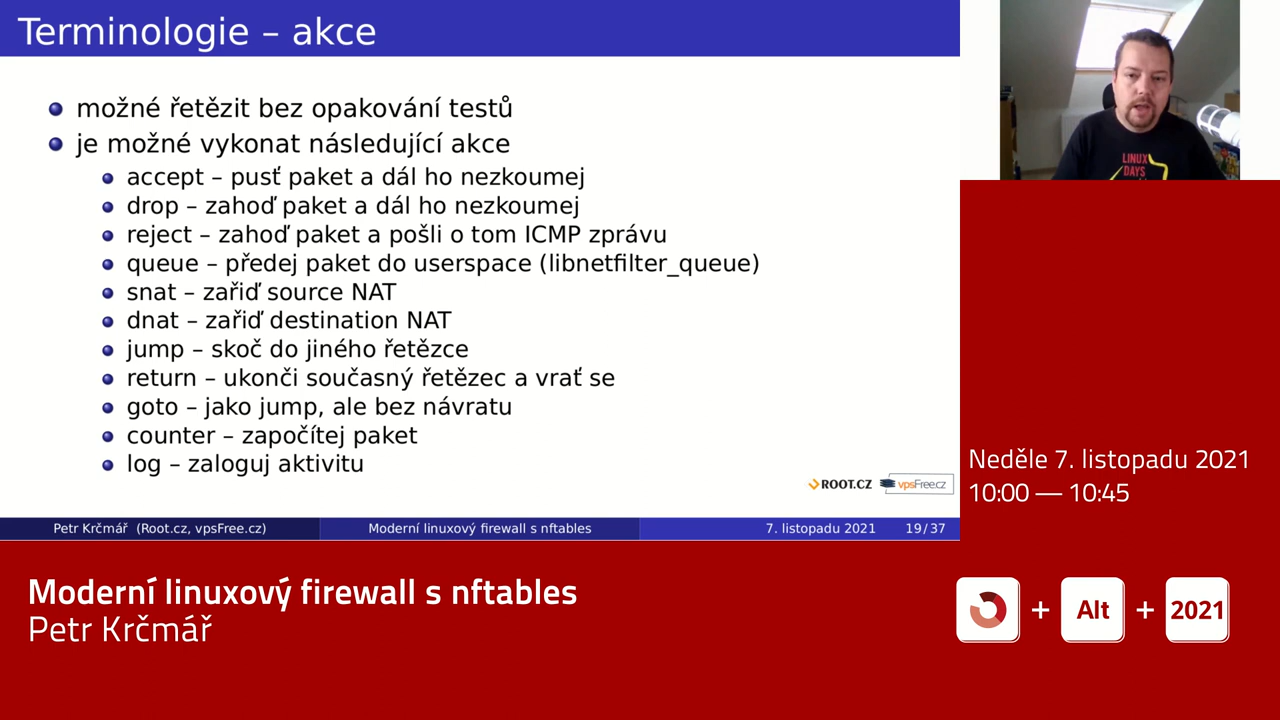 Terminologie – akce
možné řetězit bez opakování testů
je možné vykonat následující akce
accept – pusť paket a dál ho nezkoumej
drop – zahoď paket a dál ho nezkoumej
reject – zahoď paket a pošli o tom ICMP zprávu
queue – předej paket do userspace (libnetfilter_queue)
snat – zařiď source NAT
dnat – zařiď destination NAT
jump – skoč do jiného řetězce
return – ukonči současný řetězec a vrať se
goto – jako jump, ale bez návratu
counter – započítej paket
log – zaloguj aktivitu
ROOT.CZ vpsFree.cz
Petr Krčmář (Root.cz, vpsFree.cz) Moderní linuxový firewall s nftables 7. listopadu 2021 19/37
LINUX
DAYS
Neděle 7. listopadu 2021
10:00 — 10:45
Moderní linuxový firewall s nftables
Petr Krčmář
+ Alt + 2021